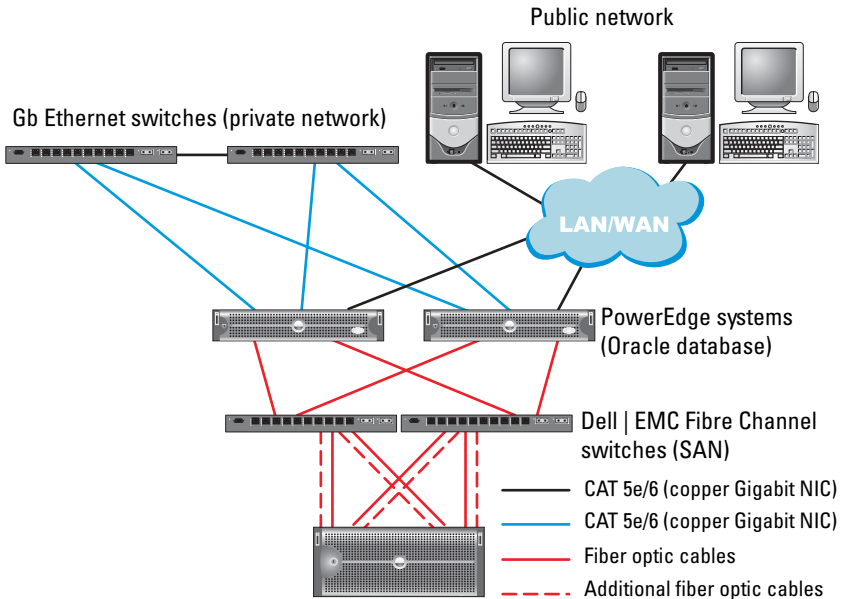 Public network
Gb Ethernet switches (private network)
LAN/WAN
PowerEdge systems
(Oracle database)
Dell | EMC Fibre Channel
switches (SAN)
CAT 5e/6 (copper Gigabit NIC)
CAT 5e/6 (copper Gigabit NIC)
Fiber optic cables
Additional fiber optic cables